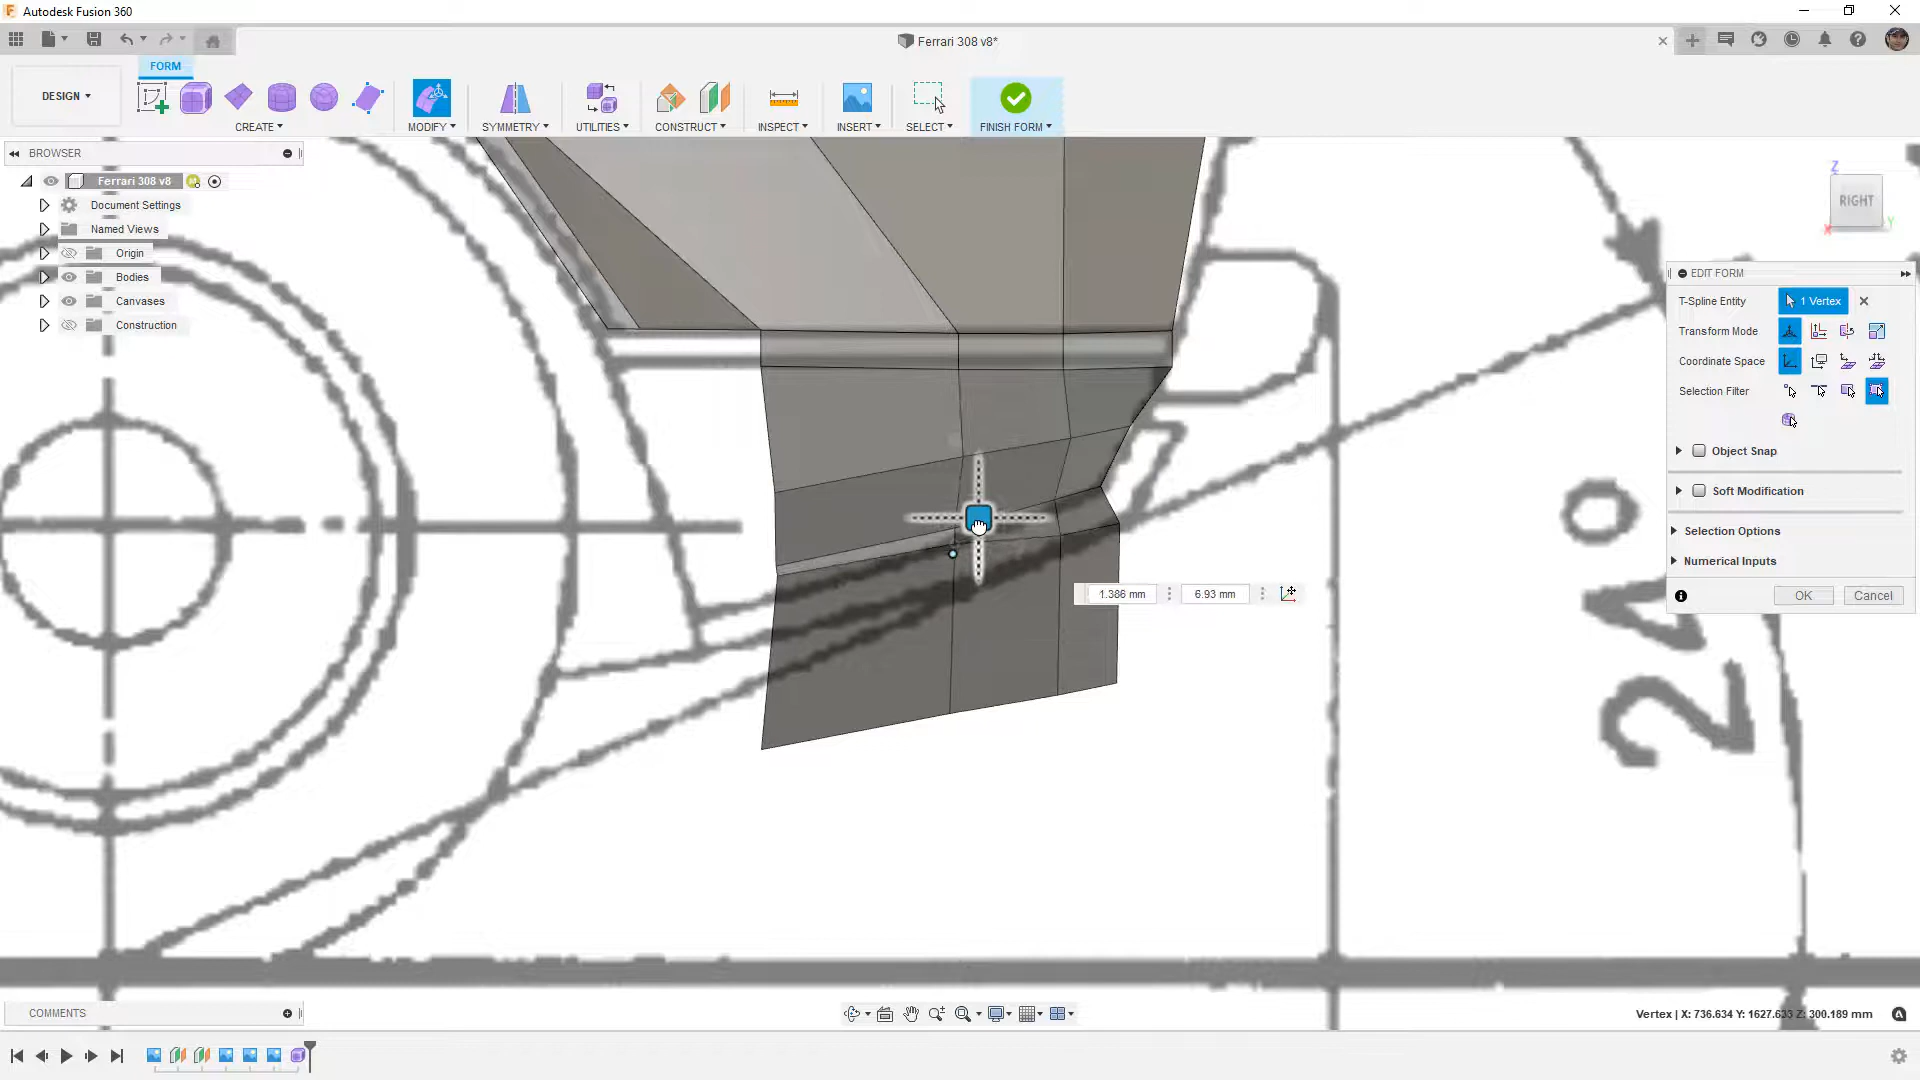 Autodesk Fusion 360
Ferrari 308 v8*
FORM
DESIGN
CREATE
MODIFY
SYMMETRY
UTILITIES
CONSTRUCT
INSPECT
INSERT
SELECT
FINISH FORM
BROWSER
Ferrari 308 v8
Document Settings
Named Views
Origin
Bodies
Canvases
Construction
Z
RIGHT
X
Y
EDIT FORM
T-Spline Entity
1 Vertex
Transform Mode
Coordinate Space
Selection Filter
Object Snap
Soft Modification
Selection Options
Numerical Inputs
OK
Cancel
1.386 mm
6.93 mm
210
COMMENTS
Vertex | X: 736.634 Y: 1627.633 Z: 300.189 mm